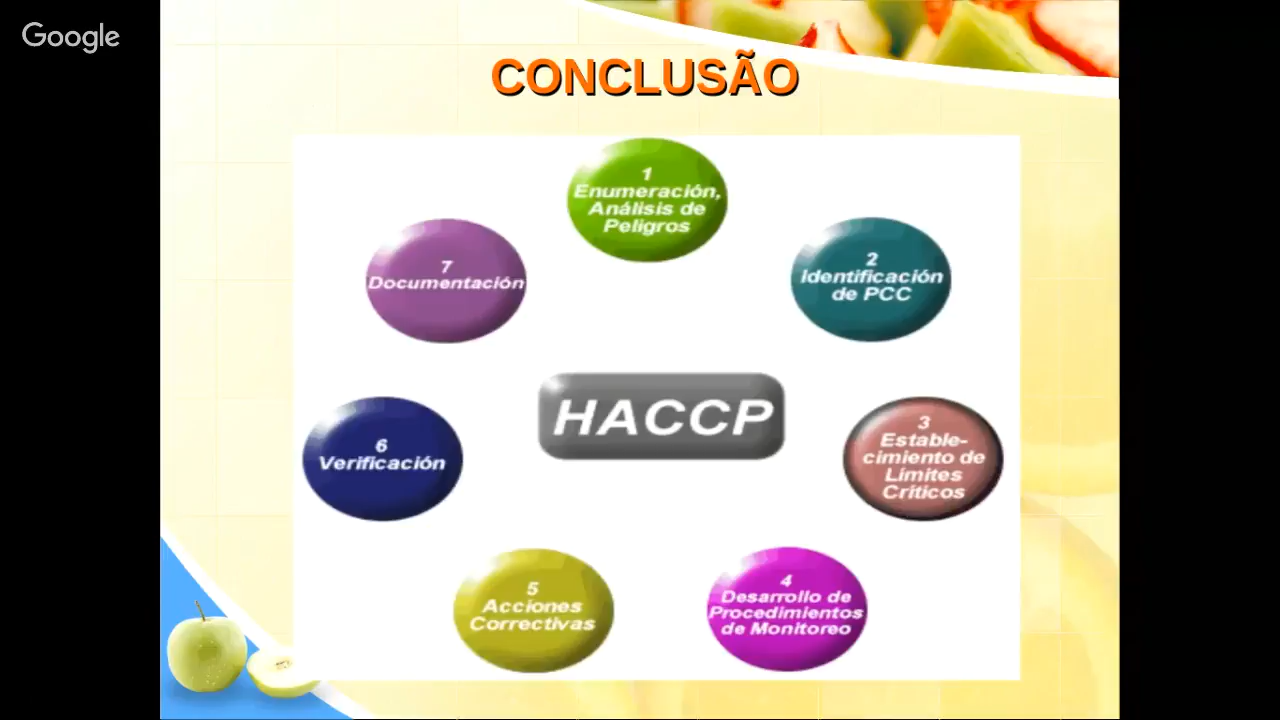 Google
CONCLUSÃO
1
Enumeración,
Análisis de
Peligros
2
Identificación
de PCC
3
Estable-
cimiento de
Límites
Críticos
4
Desarrollo de
Procedimientos
de Monitoreo
5
Acciones
Correctivas
6
Verificación
7
Documentación
HACCP